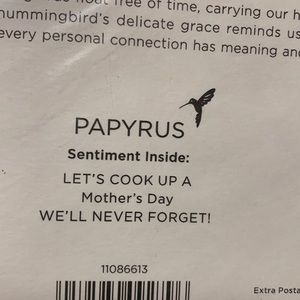 float free of time, carrying our h
hummingbird's delicate grace reminds us
every personal connection has meaning and
PAPYRUS
Sentiment Inside:
LET'S COOK UP A
Mother's Day
WE'LL NEVER FORGET!
11086613
Extra Posta